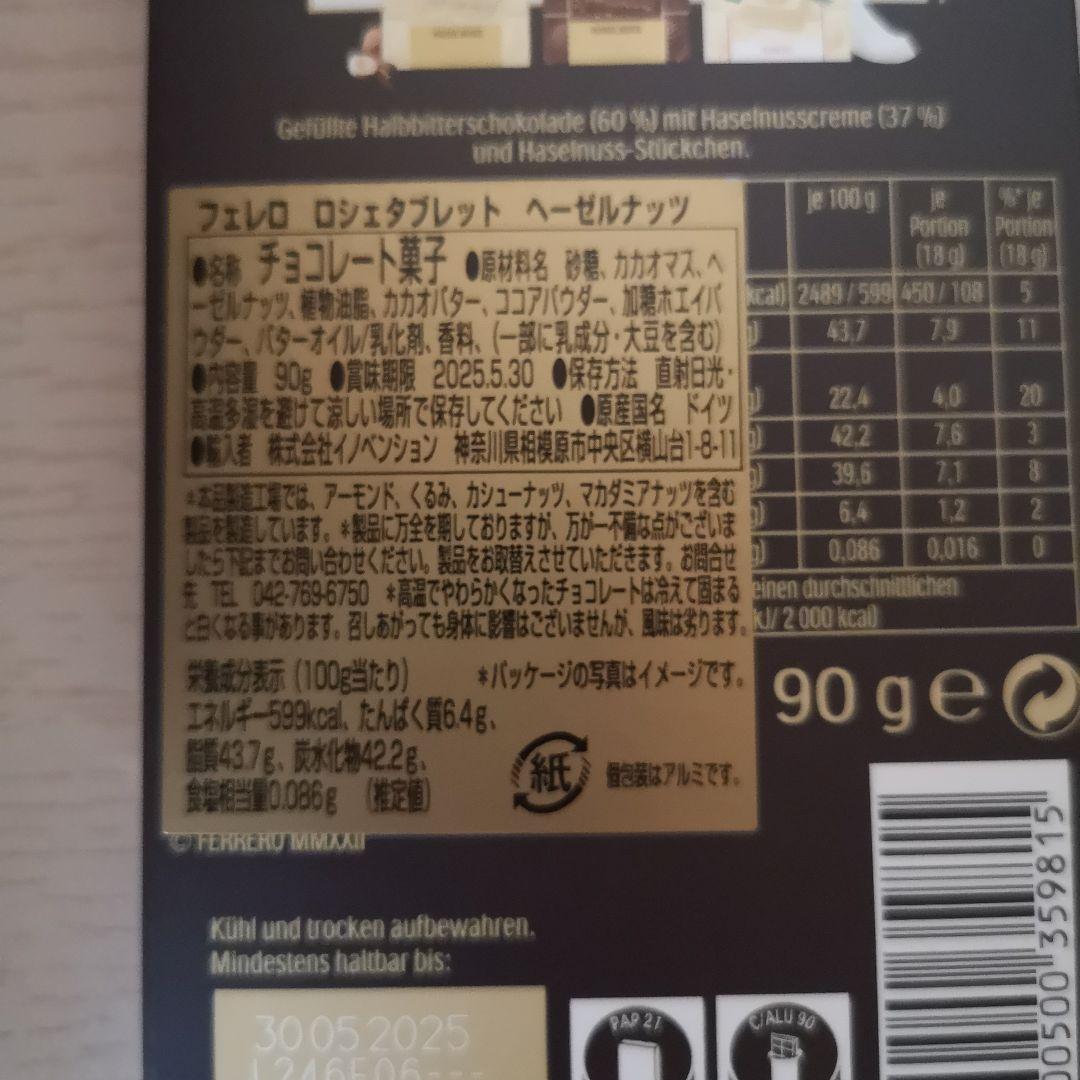 Gefüllte Halbbitterschokolade (60 %) mit Haselnusscreme (37 %)
und Haselnuss-Stückchen.
フェレロ ロシェタブレット ヘーゼルナッツ
●名称 チョコレート菓子 ●原材料名 砂糖、カカオマス、ヘ
ーゼルナッツ、植物油脂、カカオバター、ココアパウダー、加糖ホエイパ
ウダー、バターオイル/乳化剤、香料、(一部に乳成分・大豆を含む)
●内容量 90g ●賞味期限 2025.5.30 ●保存方法 直射日光・
高温多湿を避けて涼しい場所で保存してください ●原産国名 ドイツ
●輸入者 株式会社イノベンション 神奈川県相模原市中央区横山台1-8-11
*本品製造工場では、アーモンド、くるみ、カシューナッツ、マカダミアナッツを含む
製品を製造しています。*製品に万全を期しておりますが、万が一不備な点がございま
したら下記までお問い合わせください。製品をお取替えさせていただきます。お問合せ
先 TEL 042-769-6750 *高温でやわらかくなったチョコレートは冷えて固まる
と白くなる事があります。召しあがっても身体に影響はございませんが、風味は劣ります。
栄養成分表示(100g当たり) *パッケージの写真はイメージです。
エネルギー599kcal、たんぱく質6.4g、
脂質43.7g、炭水化物42.2g、
食塩相当量0.086g (推定値)
紙 個包装はアルミです。
je 100 g je Portion (18 g) %* je Portion (18 g)
kcal) 2489 / 599 450 / 108 5
g) 43,7 7,9 11
g) 22,4 4,0 20
g) 42,2 7,6 3
g) 39,6 7,1 8
g) 6,4 1,2 2
g) 0,086 0,016 0
einen durchschnittlichen
kJ/ 2 000 kcal)
90 g e
© FERRERO MMXXII
Kühl und trocken aufbewahren.
Mindestens haltbar bis:
30 05 2025
L246F06---
PAP 21
C/ALU 90
00500 359815